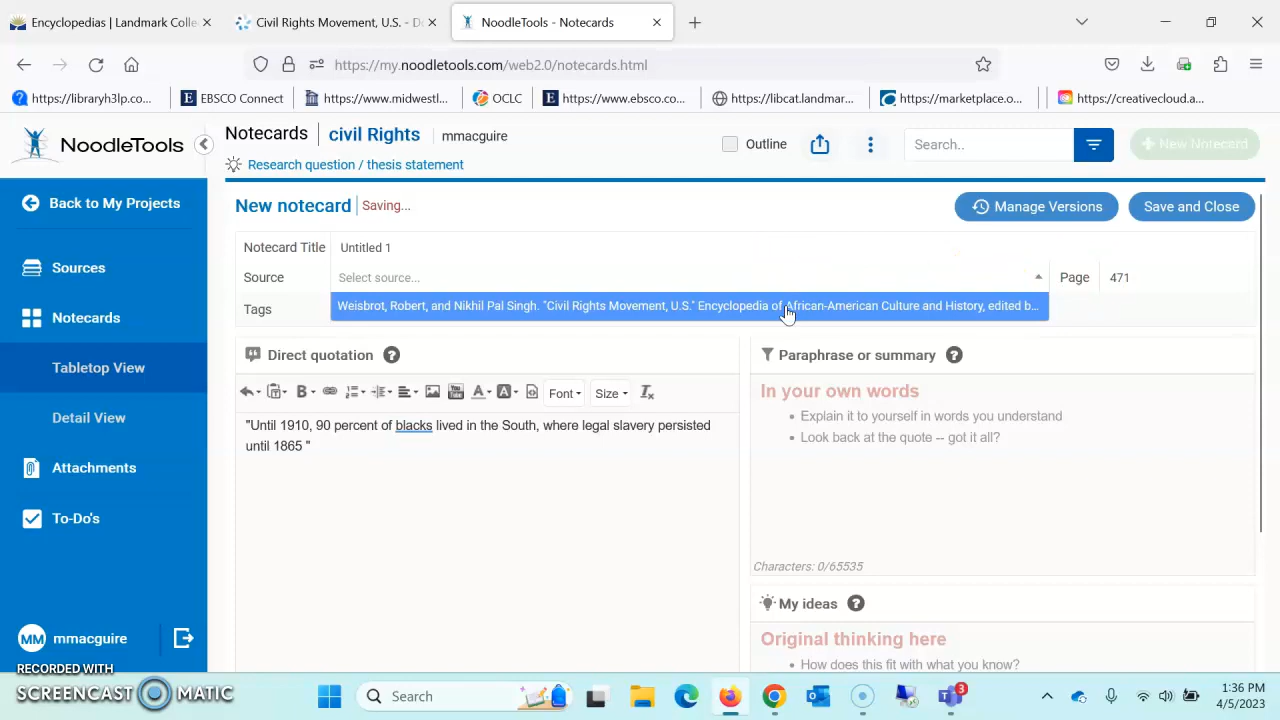 Encyclopedias | Landmark Colle
Civil Rights Movement, U.S. - Do
NoodleTools - Notecards
https://my.noodletools.com/web2.0/notecards.html
https://libraryh3lp.co...
EBSCO Connect
https://www.midwestl...
OCLC
https://www.ebsco.co...
https://libcat.landmar...
https://marketplace.o...
https://creativecloud.a...
NoodleTools
Notecards
civil Rights
mmacguire
Outline
Search..
New Notecard
Research question / thesis statement
Back to My Projects
Sources
Notecards
Tabletop View
Detail View
Attachments
To-Do's
MM mmacguire
New notecard
Saving...
Manage Versions
Save and Close
Notecard Title
Untitled 1
Source
Select source...
Page
471
Weisbrot, Robert, and Nikhil Pal Singh. "Civil Rights Movement, U.S." Encyclopedia of African-American Culture and History, edited b...
Tags
Direct quotation
Font
Size
"Until 1910, 90 percent of blacks lived in the South, where legal slavery persisted
until 1865 "
Paraphrase or summary
In your own words
Explain it to yourself in words you understand
Look back at the quote -- got it all?
Characters: 0/65535
My ideas
Original thinking here
How does this fit with what you know?
RECORDED WITH
SCREENCAST MATIC
Search
3
1:36 PM
4/5/2023